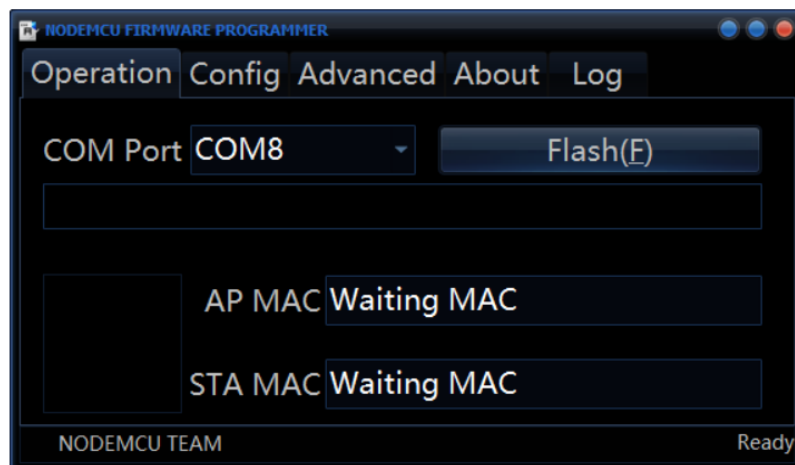 NODEMCU FIRMWARE PROGRAMMER
Operation Config Advanced About Log
COM Port COM8 Flash(F)
AP MAC Waiting MAC
STA MAC Waiting MAC
NODEMCU TEAM Ready